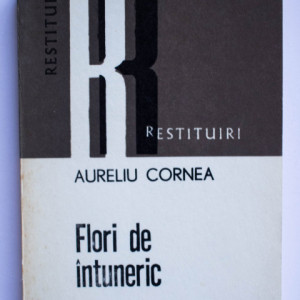 RESTITUIRI
RESTITUIRI
AURELIU CORNEA
Flori de
întuneric